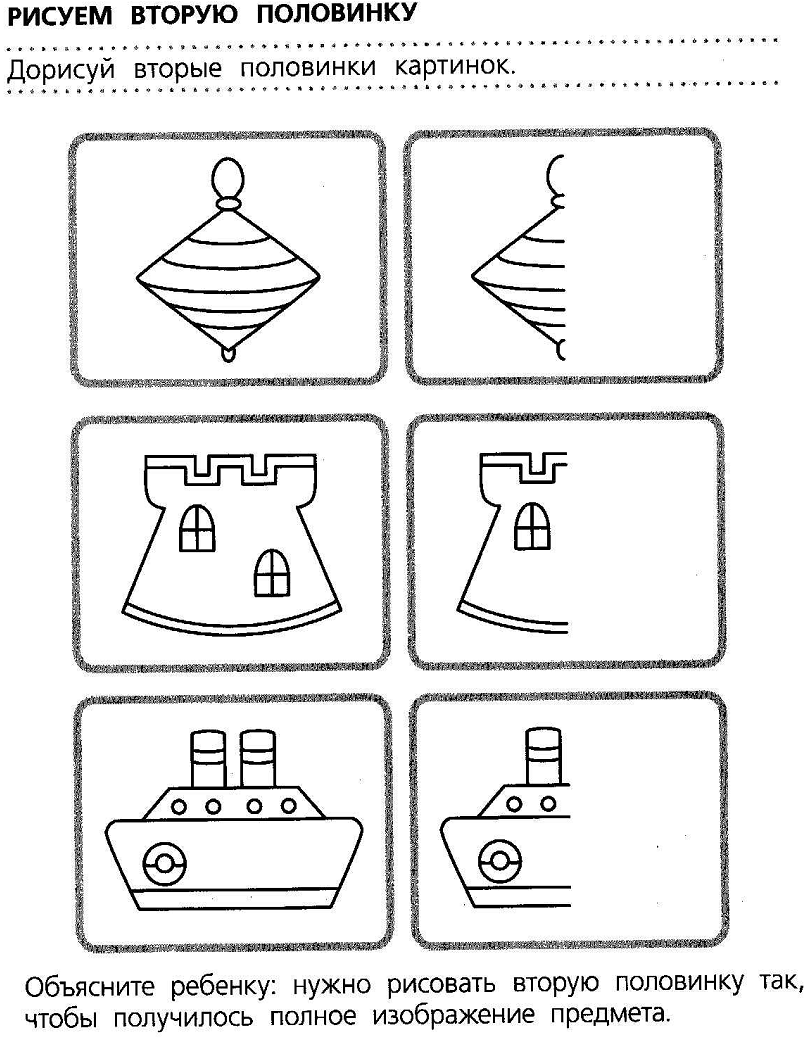 РИСУЕМ ВТОРУЮ ПОЛОВИНКУ
Дорисуй вторые половинки картинок.
Объясните ребенку: нужно рисовать вторую половинку так,
чтобы получилось полное изображение предмета.